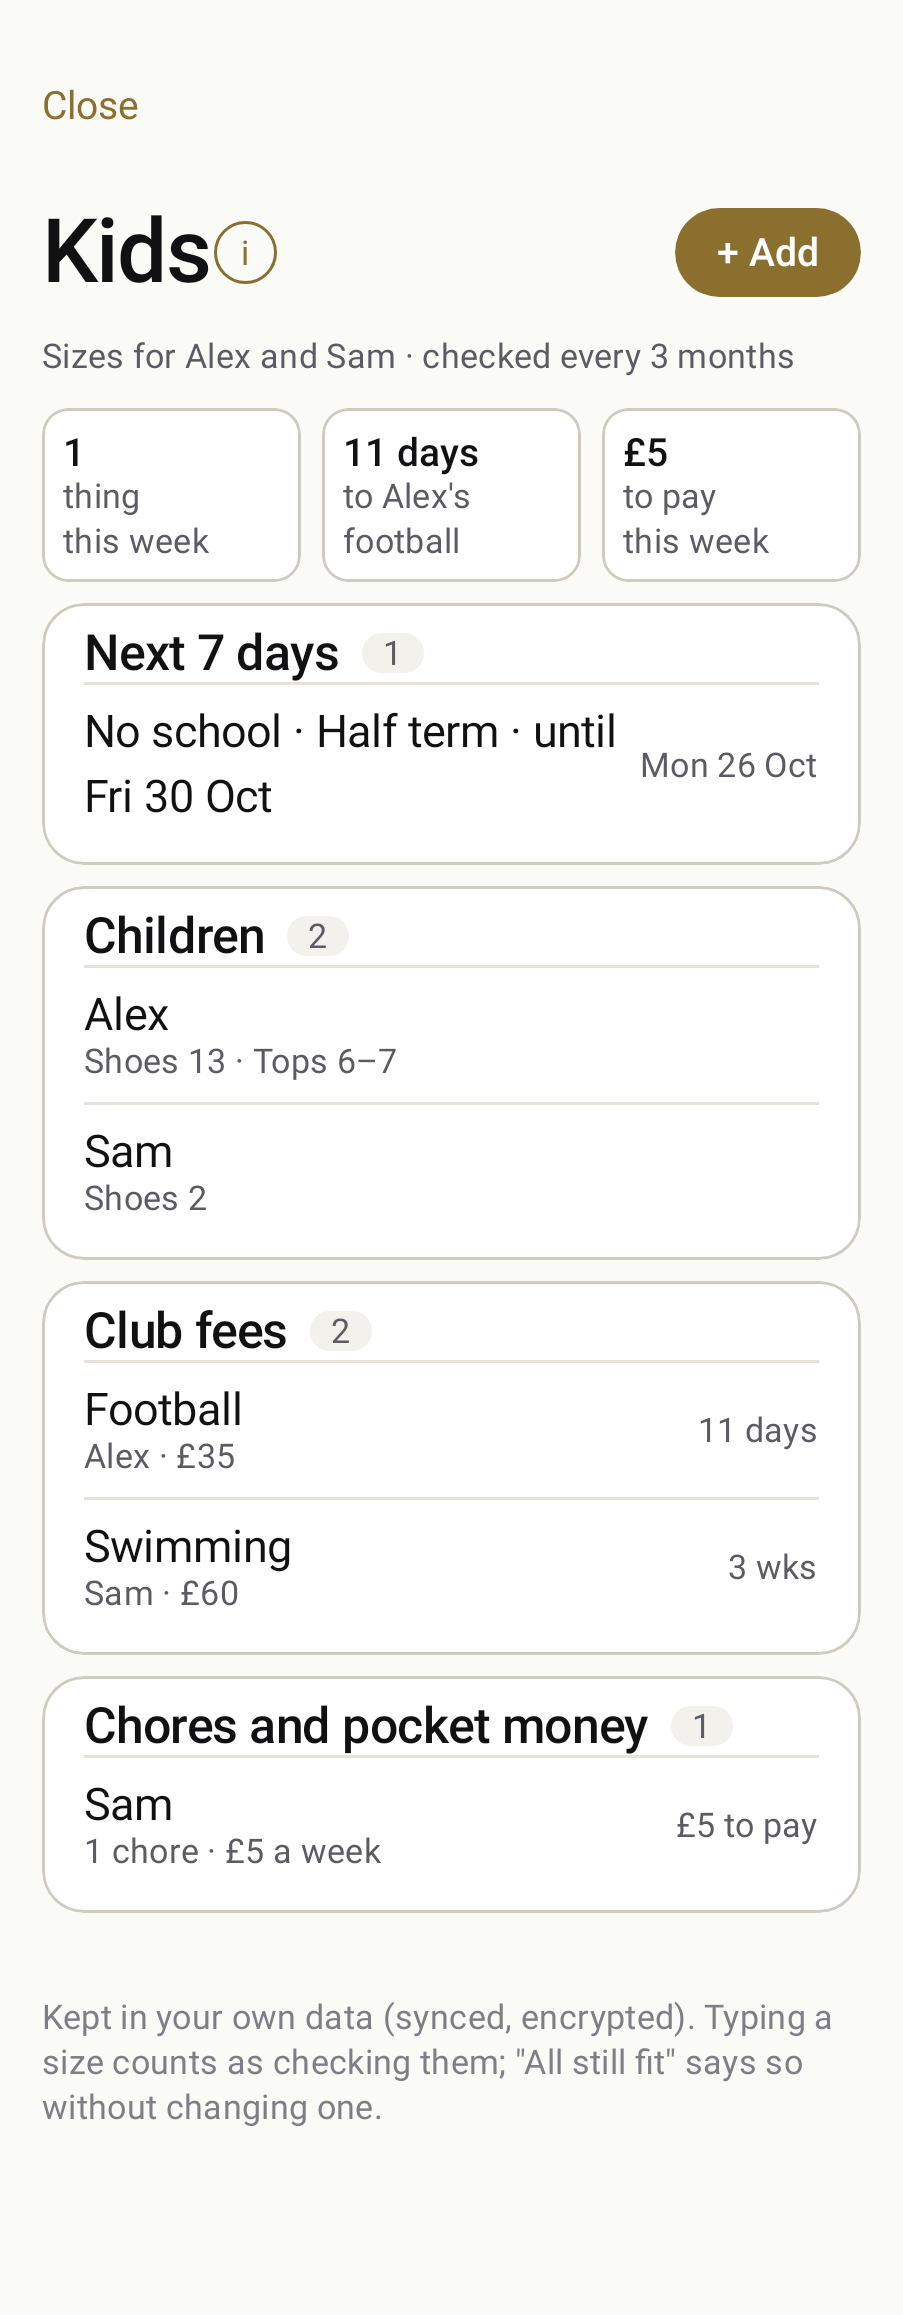 Close
Kids i
+ Add
Sizes for Alex and Sam · checked every 3 months
1
thing
this week
11 days
to Alex's
football
£5
to pay
this week
Next 7 days 1
No school · Half term · until
Fri 30 Oct
Mon 26 Oct
Children 2
Alex
Shoes 13 · Tops 6–7
Sam
Shoes 2
Club fees 2
Football
Alex · £35
11 days
Swimming
Sam · £60
3 wks
Chores and pocket money 1
Sam
1 chore · £5 a week
£5 to pay
Kept in your own data (synced, encrypted). Typing a
size counts as checking them; "All still fit" says so
without changing one.